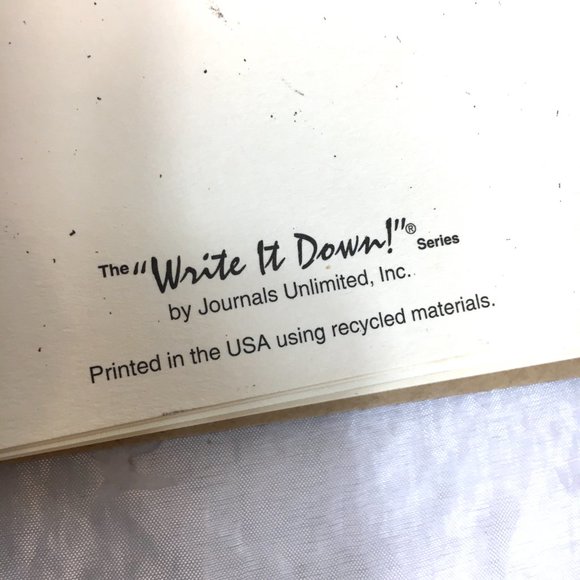 The "Write It Down!"® Series
by Journals Unlimited, Inc.
Printed in the USA using recycled materials.